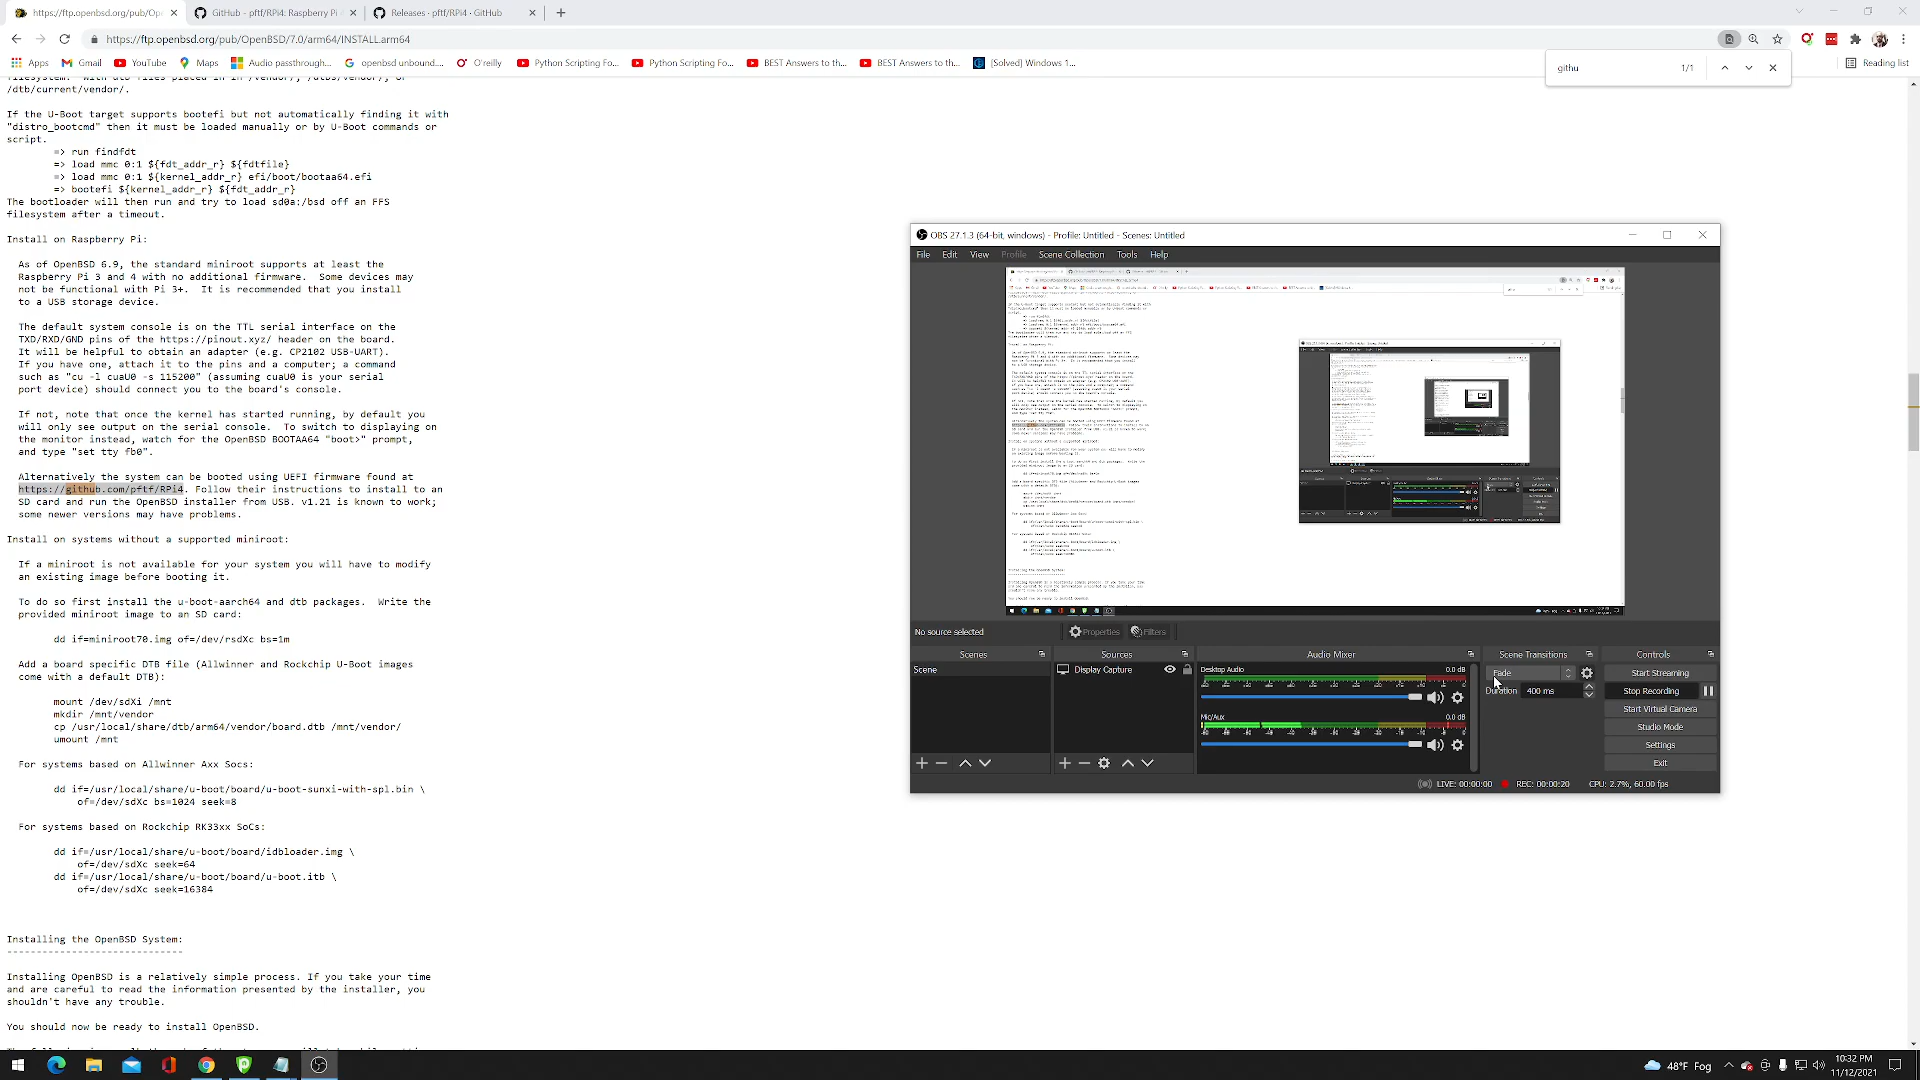 https://ftp.openbsd.org/pub/Op
GitHub - pftf/RPi4: Raspberry Pi
Releases · pftf/RPi4 · GitHub
https://ftp.openbsd.org/pub/OpenBSD/7.0/arm64/INSTALL.arm64
Apps
Gmail
YouTube
Maps
Audio passthrough...
openbsd unbound....
O'reilly
Python Scripting Fo...
Python Scripting Fo...
BEST Answers to th...
BEST Answers to th...
[Solved] Windows 1...
Reading list
githu 1/1
/dtb/current/vendor/.
If the U-Boot target supports bootefi but not automatically finding it with
"distro_bootcmd" then it must be loaded manually or by U-Boot commands or
script.
=> run findfdt
=> load mmc 0:1 ${fdt_addr_r} ${fdtfile}
=> load mmc 0:1 ${kernel_addr_r} efi/boot/bootaa64.efi
=> bootefi ${kernel_addr_r} ${fdt_addr_r}
The bootloader will then run and try to load sd0a:/bsd off an FFS
filesystem after a timeout.
Install on Raspberry Pi:
As of OpenBSD 6.9, the standard miniroot supports at least the
Raspberry Pi 3 and 4 with no additional firmware.  Some devices may
not be functional with Pi 3+.  It is recommended that you install
to a USB storage device.
The default system console is on the TTL serial interface on the
TXD/RXD/GND pins of the https://pinout.xyz/ header on the board.
It will be helpful to obtain an adapter (e.g. CP2102 USB-UART).
If you have one, attach it to the pins and a computer; a command
such as "cu -l cuaU0 -s 115200" (assuming cuaU0 is your serial
port device) should connect you to the board's console.
If not, note that once the kernel has started running, by default you
will only see output on the serial console.  To switch to displaying on
the monitor instead, watch for the OpenBSD BOOTAA64 "boot>" prompt,
and type "set tty fb0".
Alternatively the system can be booted using UEFI firmware found at
https://github.com/pftf/RPi4. Follow their instructions to install to an
SD card and run the OpenBSD installer from USB. v1.21 is known to work;
some newer versions may have problems.
Install on systems without a supported miniroot:
If a miniroot is not available for your system you will have to modify
an existing image before booting it.
To do so first install the u-boot-aarch64 and dtb packages.  Write the
provided miniroot image to an SD card:
dd if=miniroot70.img of=/dev/rsdXc bs=1m
Add a board specific DTB file (Allwinner and Rockchip U-Boot images
come with a default DTB):
mount /dev/sdXi /mnt
mkdir /mnt/vendor
cp /usr/local/share/dtb/arm64/vendor/board.dtb /mnt/vendor/
umount /mnt
For systems based on Allwinner Axx Socs:
dd if=/usr/local/share/u-boot/board/u-boot-sunxi-with-spl.bin \
of=/dev/sdXc bs=1024 seek=8
For systems based on Rockchip RK33xx SoCs:
dd if=/usr/local/share/u-boot/board/idbloader.img \
of=/dev/sdXc seek=64
dd if=/usr/local/share/u-boot/board/u-boot.itb \
of=/dev/sdXc seek=16384
Installing the OpenBSD System:
------------------------------
Installing OpenBSD is a relatively simple process. If you take your time
and are careful to read the information presented by the installer, you
shouldn't have any trouble.
You should now be ready to install OpenBSD.
OBS 27.1.3 (64-bit, windows) - Profile: Untitled - Scenes: Untitled
File Edit View Profile Scene Collection Tools Help
No source selected
Properties
Filters
Scenes
Sources
Audio Mixer
Scene Transitions
Controls
Scene
Display Capture
Desktop Audio 0.0 dB
Mic/Aux 0.0 dB
Fade
Duration 400 ms
Start Streaming
Stop Recording
Start Virtual Camera
Studio Mode
Settings
Exit
LIVE: 00:00:00
REC: 00:00:20
CPU: 2.7%, 60.00 fps
48°F Fog
10:32 PM
11/12/2021